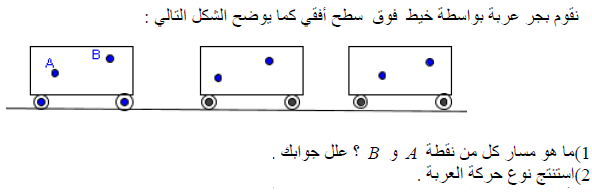 نقوم بجر عربة بواسطة خيط فوق سطح أفقي كما يوضح الشكل التالي :
A B
1)ما هو مسار كل من نقطة A و B ؟ علل جوابك .
2)استنتج نوع حركة العربة .